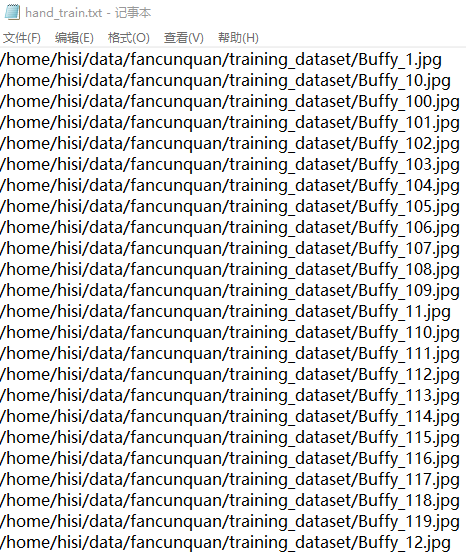 hand_train.txt - 记事本
文件(F) 编辑(E) 格式(O) 查看(V) 帮助(H)
/home/hisi/data/fancunquan/training_dataset/Buffy_1.jpg
/home/hisi/data/fancunquan/training_dataset/Buffy_10.jpg
/home/hisi/data/fancunquan/training_dataset/Buffy_100.jpg
/home/hisi/data/fancunquan/training_dataset/Buffy_101.jpg
/home/hisi/data/fancunquan/training_dataset/Buffy_102.jpg
/home/hisi/data/fancunquan/training_dataset/Buffy_103.jpg
/home/hisi/data/fancunquan/training_dataset/Buffy_104.jpg
/home/hisi/data/fancunquan/training_dataset/Buffy_105.jpg
/home/hisi/data/fancunquan/training_dataset/Buffy_106.jpg
/home/hisi/data/fancunquan/training_dataset/Buffy_107.jpg
/home/hisi/data/fancunquan/training_dataset/Buffy_108.jpg
/home/hisi/data/fancunquan/training_dataset/Buffy_109.jpg
/home/hisi/data/fancunquan/training_dataset/Buffy_11.jpg
/home/hisi/data/fancunquan/training_dataset/Buffy_110.jpg
/home/hisi/data/fancunquan/training_dataset/Buffy_111.jpg
/home/hisi/data/fancunquan/training_dataset/Buffy_112.jpg
/home/hisi/data/fancunquan/training_dataset/Buffy_113.jpg
/home/hisi/data/fancunquan/training_dataset/Buffy_114.jpg
/home/hisi/data/fancunquan/training_dataset/Buffy_115.jpg
/home/hisi/data/fancunquan/training_dataset/Buffy_116.jpg
/home/hisi/data/fancunquan/training_dataset/Buffy_117.jpg
/home/hisi/data/fancunquan/training_dataset/Buffy_118.jpg
/home/hisi/data/fancunquan/training_dataset/Buffy_119.jpg
/home/hisi/data/fancunquan/training_dataset/Buffy_12.jpg